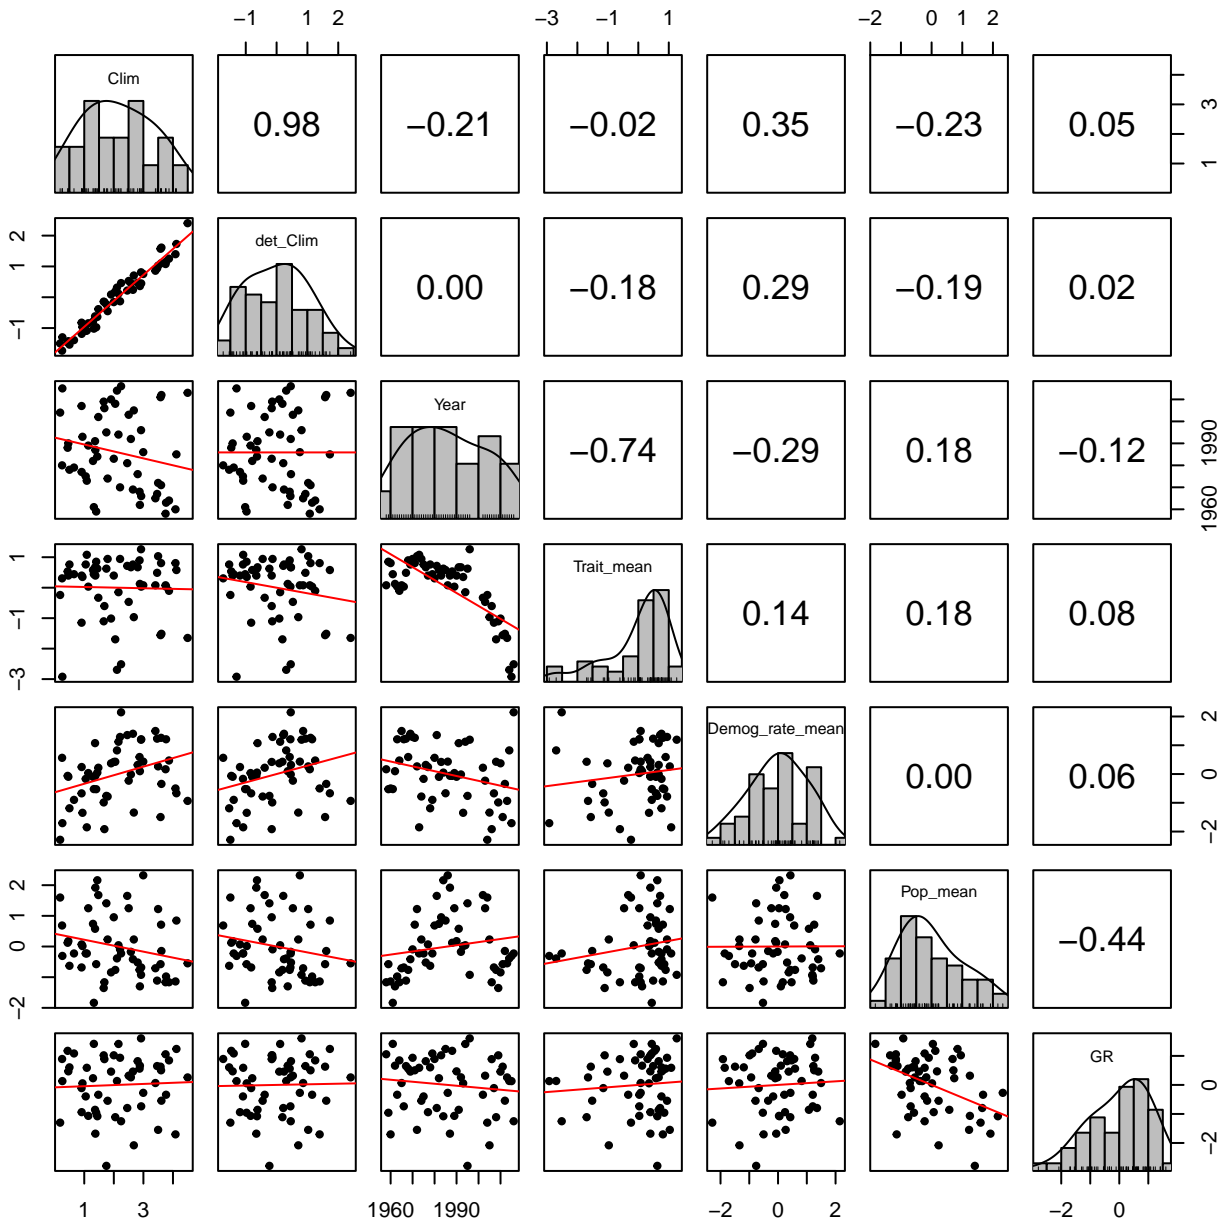 −1 1 2 −3 −1 1 −2 0 2
Clim 0.98 −0.21 −0.02 0.35 −0.23 0.05 1 3
−1 1 2 det_Clim 0.00 −0.18 0.29 −0.19 0.02
Year −0.74 −0.29 0.18 −0.12 1960 1990
−3 −1 1 Trait_mean 0.14 0.18 0.08
Demog_rate_mean 0.00 0.06 −2 0 2
−2 0 1 2 Pop_mean −0.44
GR −2 0
1 3 1960 1990 −2 0 2 −2 0